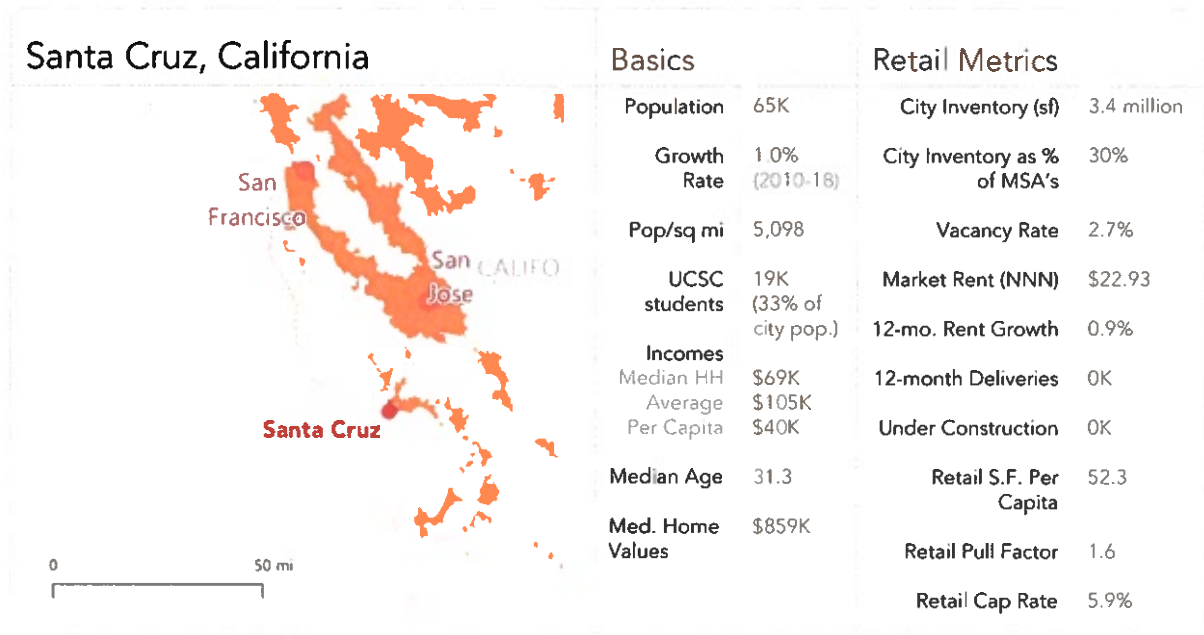 Santa Cruz, California
San
Francisco
San
Jose
CALIFO
Santa Cruz
0 50 mi
Basics
Population 65K
Growth 1.0%
Rate (2010-18)
Pop/sq mi 5,098
UCSC 19K
students (33% of
city pop.)
Incomes
Median HH $69K
Average $105K
Per Capita $40K
Median Age 31.3
Med. Home $859K
Values
Retail Metrics
City Inventory (sf) 3.4 million
City Inventory as % 30%
of MSA's
Vacancy Rate 2.7%
Market Rent (NNN) $22.93
12-mo. Rent Growth 0.9%
12-month Deliveries 0K
Under Construction 0K
Retail S.F. Per 52.3
Capita
Retail Pull Factor 1.6
Retail Cap Rate 5.9%